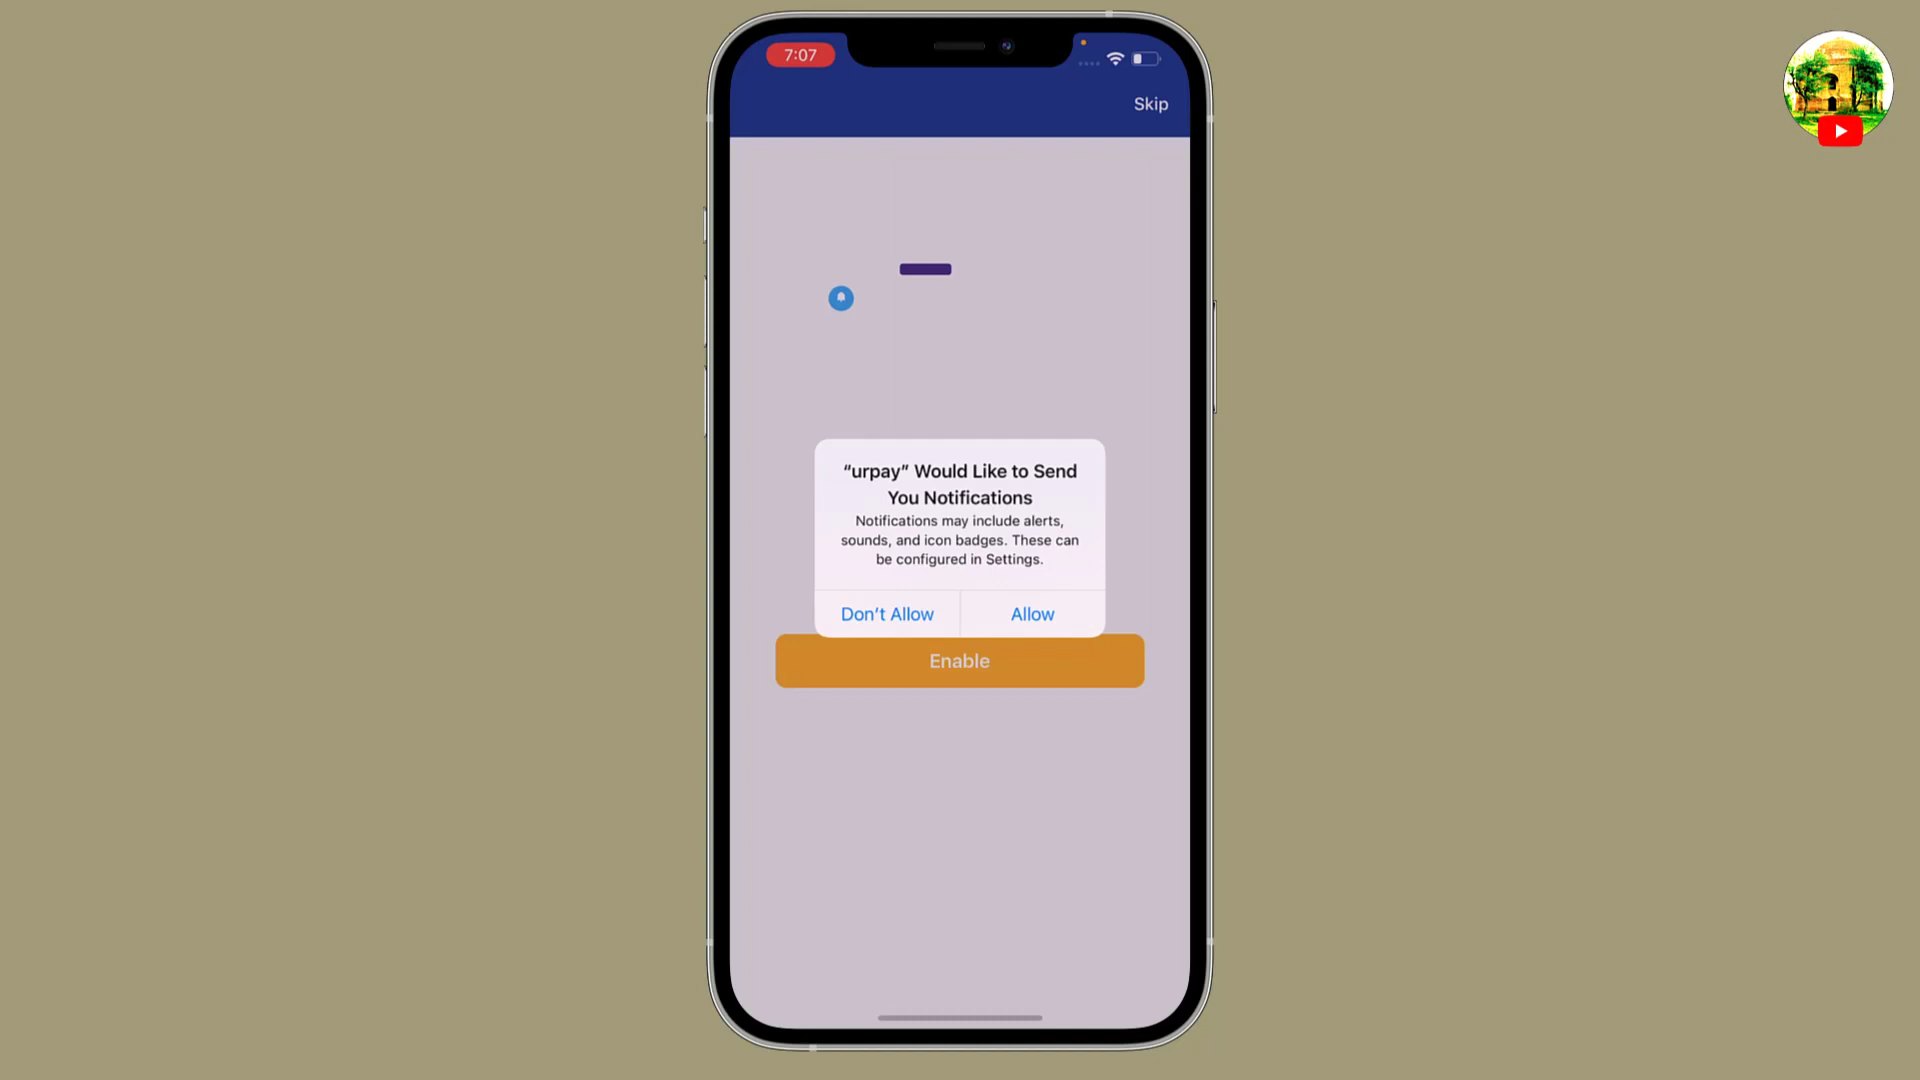 7:07
Skip
“urpay” Would Like to Send
You Notifications
Notifications may include alerts,
sounds, and icon badges. These can
be configured in Settings.
Don’t Allow
Allow
Enable